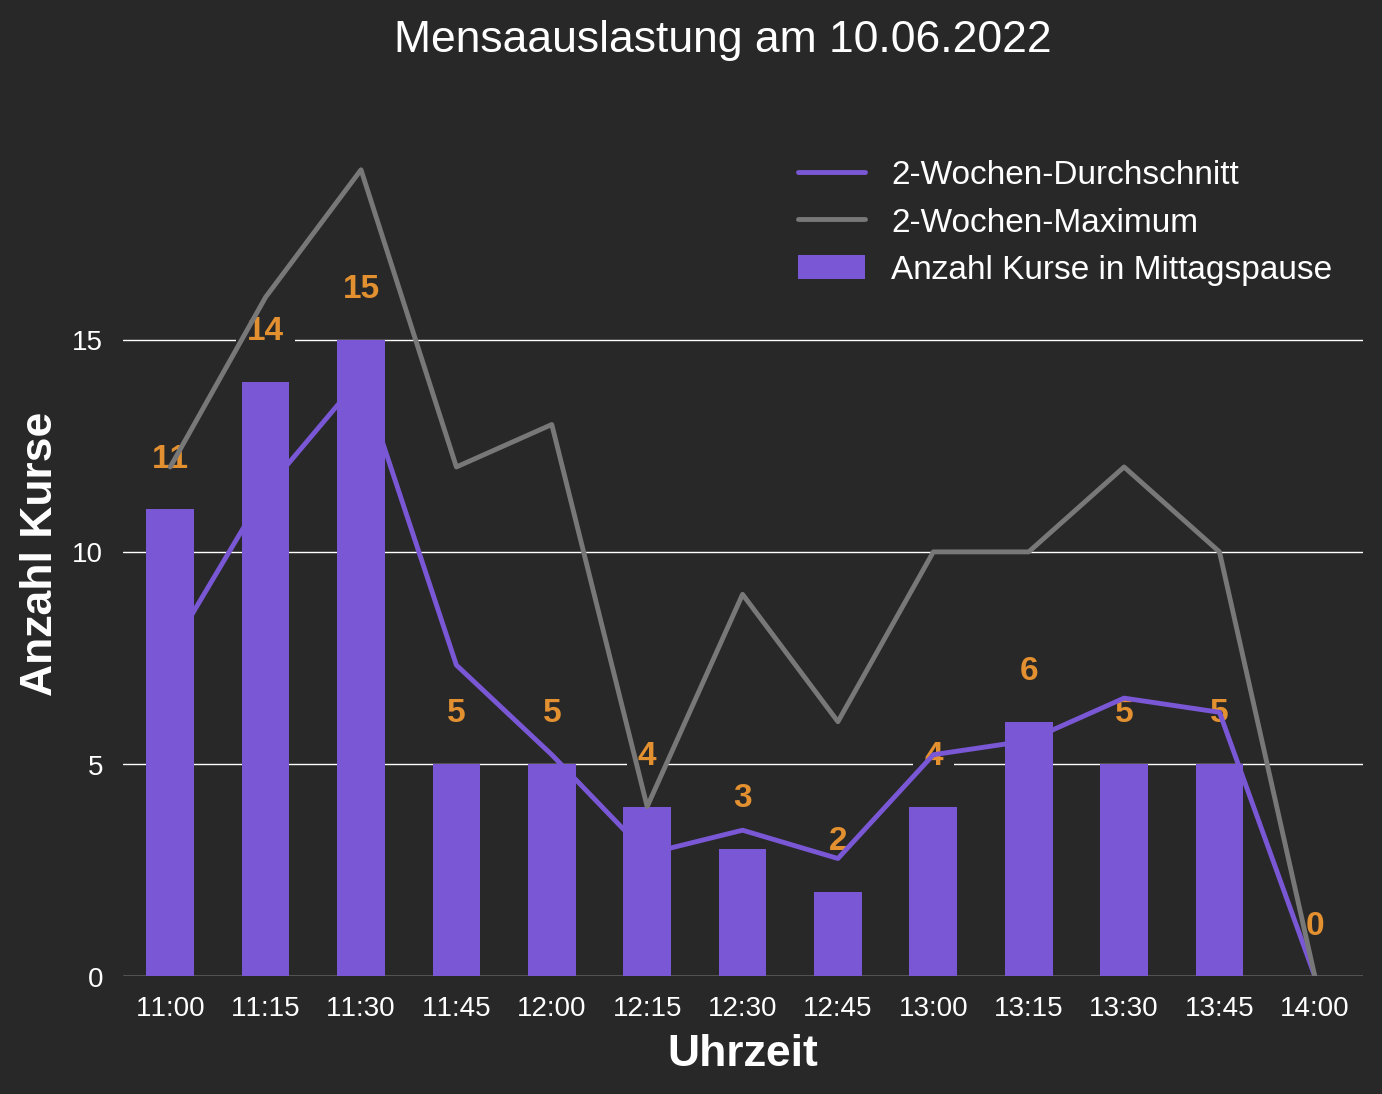 Mensaauslastung am 10.06.2022
2-Wochen-Durchschnitt
2-Wochen-Maximum
Anzahl Kurse in Mittagspause
Anzahl Kurse
15
10
5
0
11
14
15
5
5
4
3
2
4
6
5
5
0
11:00 11:15 11:30 11:45 12:00 12:15 12:30 12:45 13:00 13:15 13:30 13:45 14:00
Uhrzeit